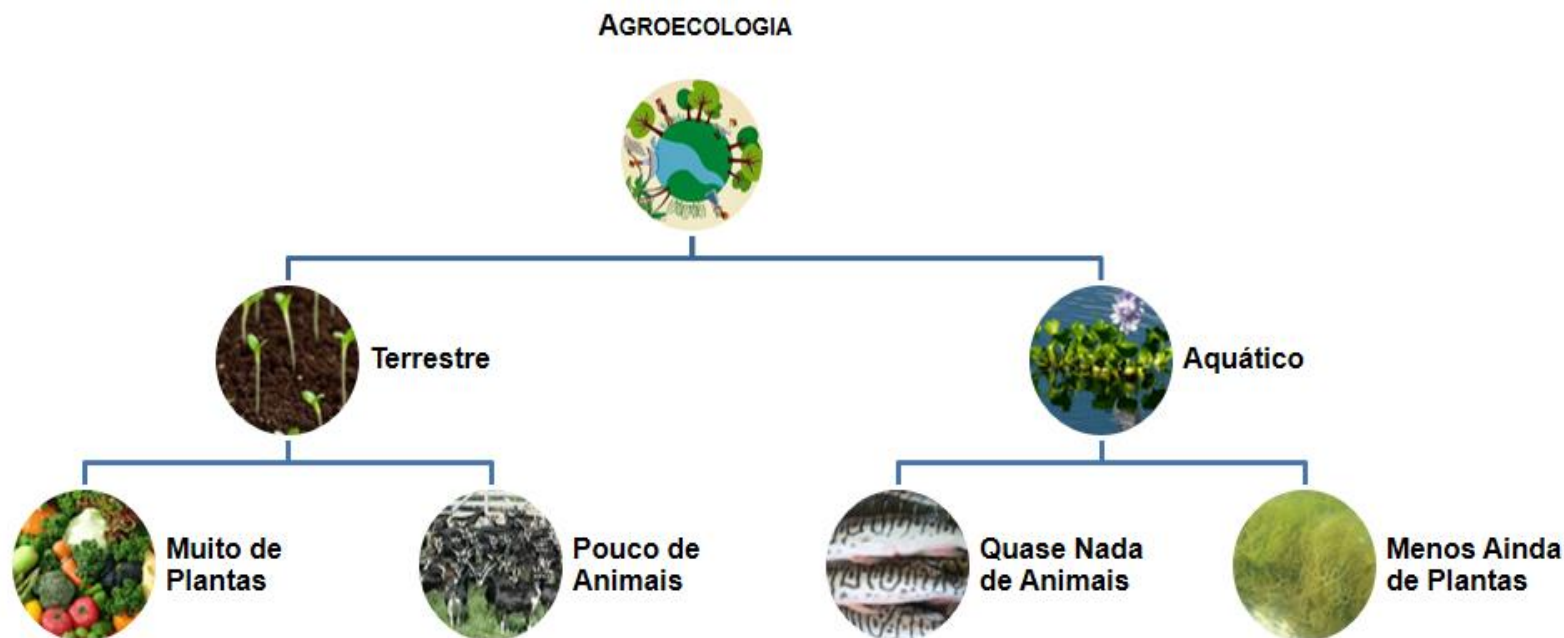 AGROECOLOGIA
Terrestre
Aquático
Muito de
Plantas
Pouco de
Animais
Quase Nada
de Animais
Menos Ainda
de Plantas